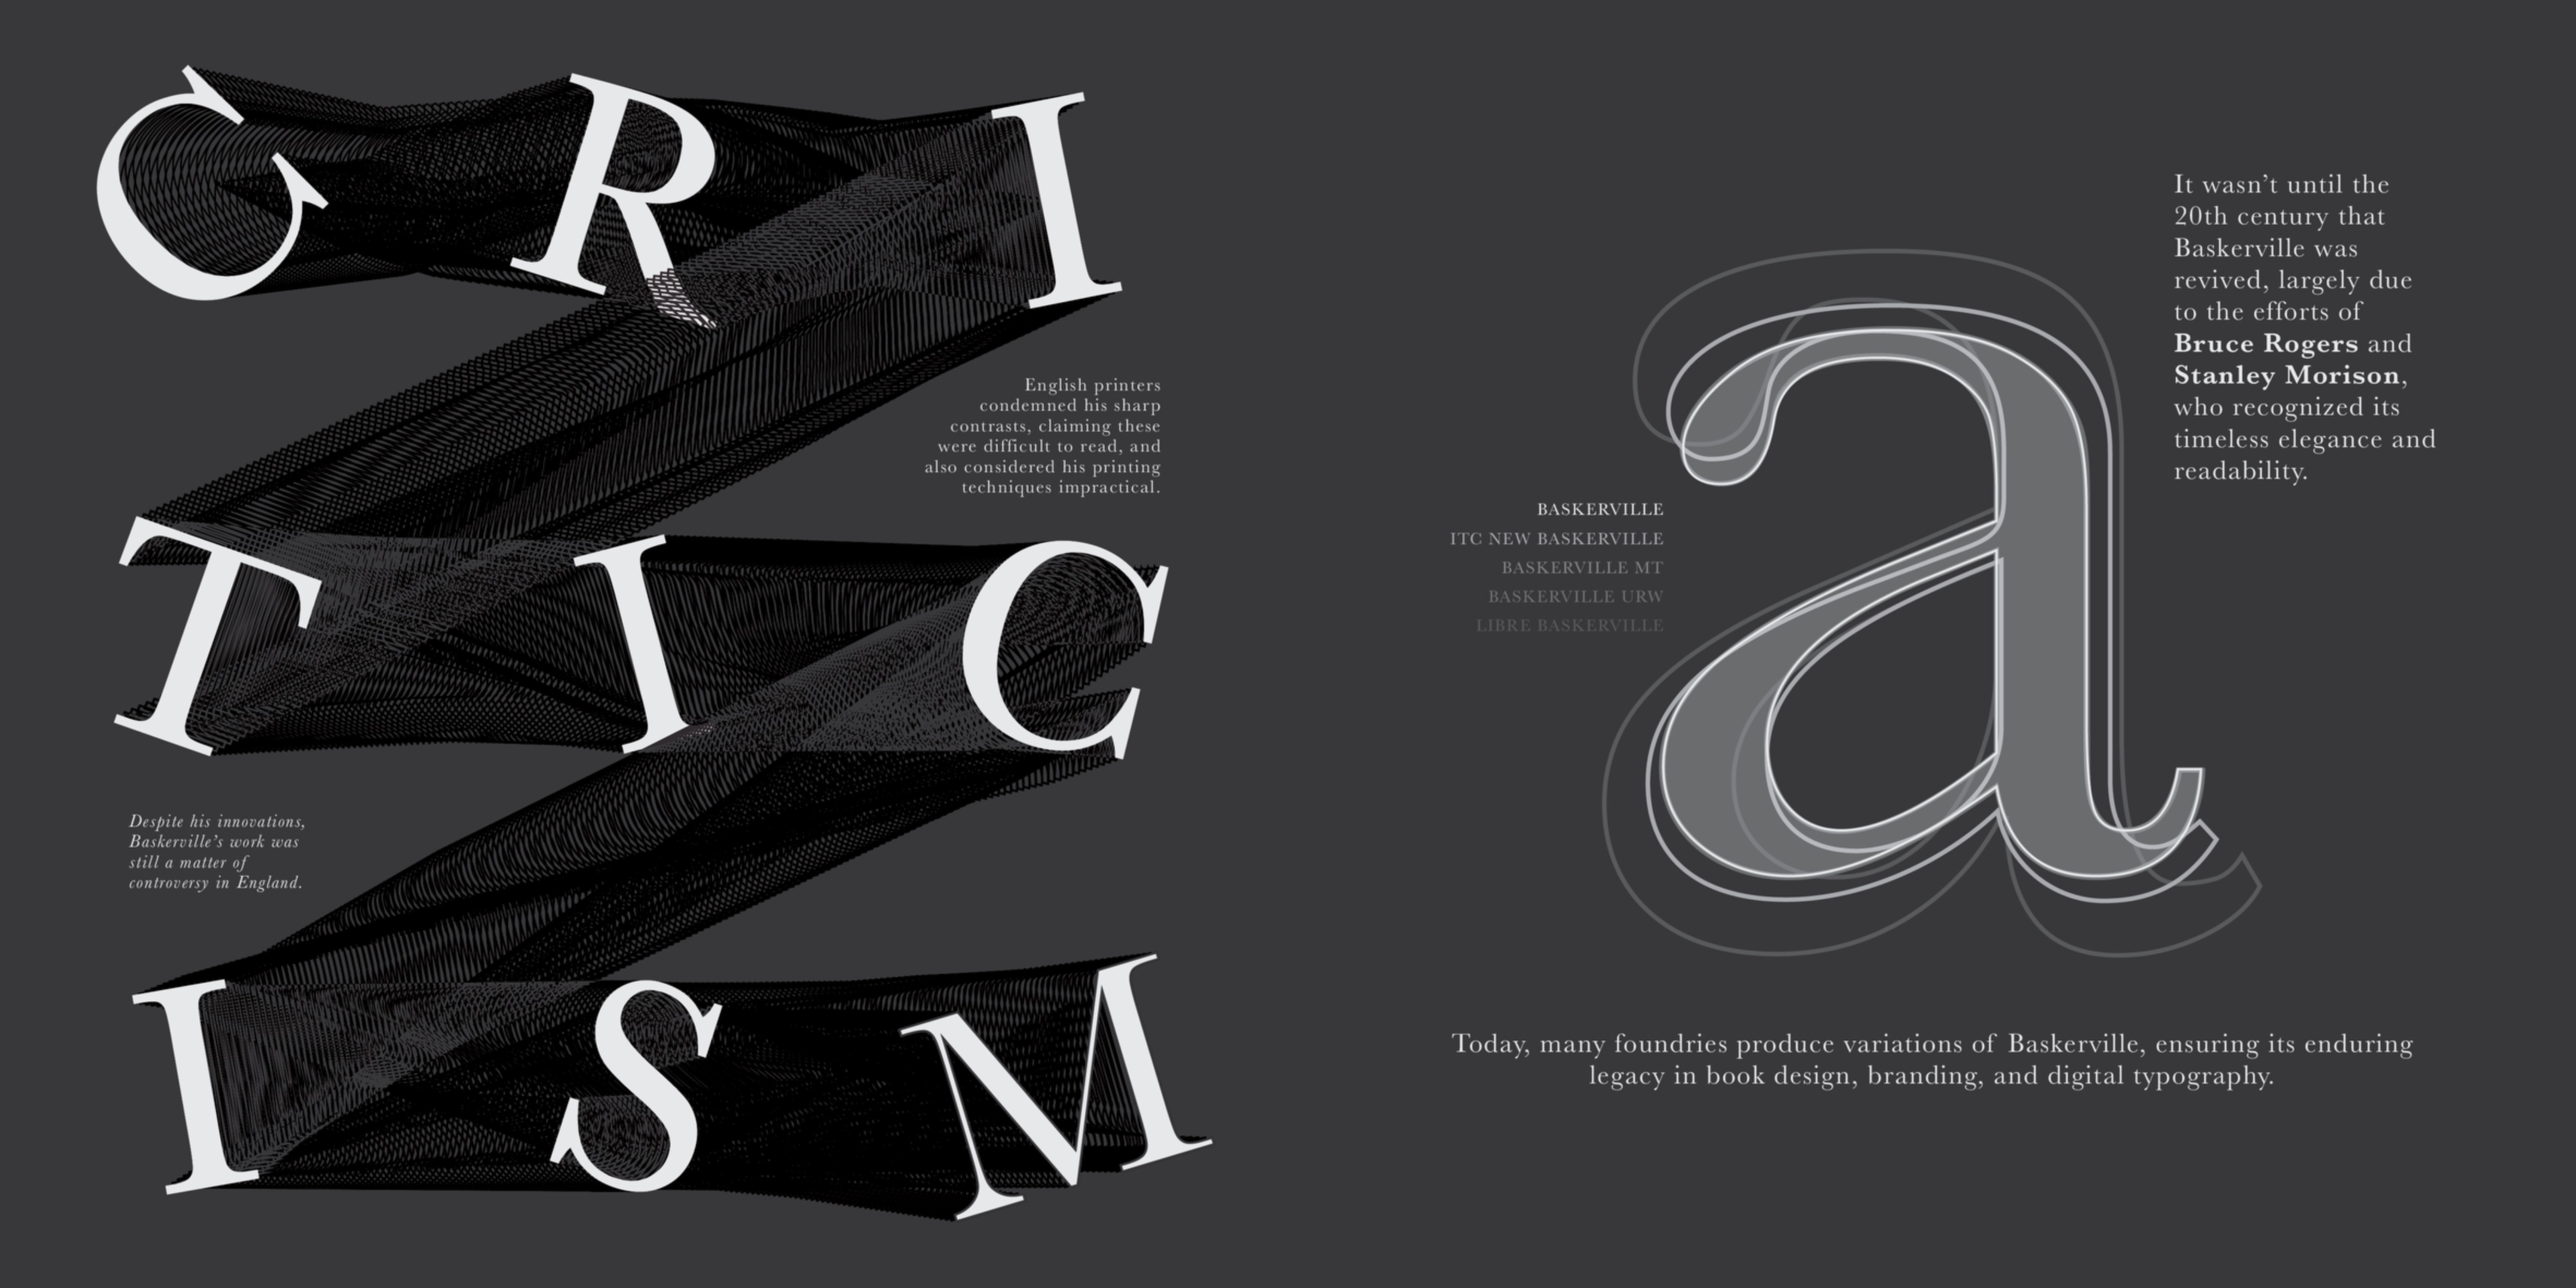 CRI
TIC
ISM
English printers
condemned his sharp
contrasts, claiming these
were difficult to read, and
also considered his printing
techniques impractical.
Despite his innovations,
Baskerville’s work was
still a matter of
controversy in England.
It wasn’t until the
20th century that
Baskerville was
revived, largely due
to the efforts of
Bruce Rogers and
Stanley Morison,
who recognized its
timeless elegance and
readability.
a
BASKERVILLE
ITC NEW BASKERVILLE
BASKERVILLE MT
BASKERVILLE URW
LIBRE BASKERVILLE
Today, many foundries produce variations of Baskerville, ensuring its enduring
legacy in book design, branding, and digital typography.